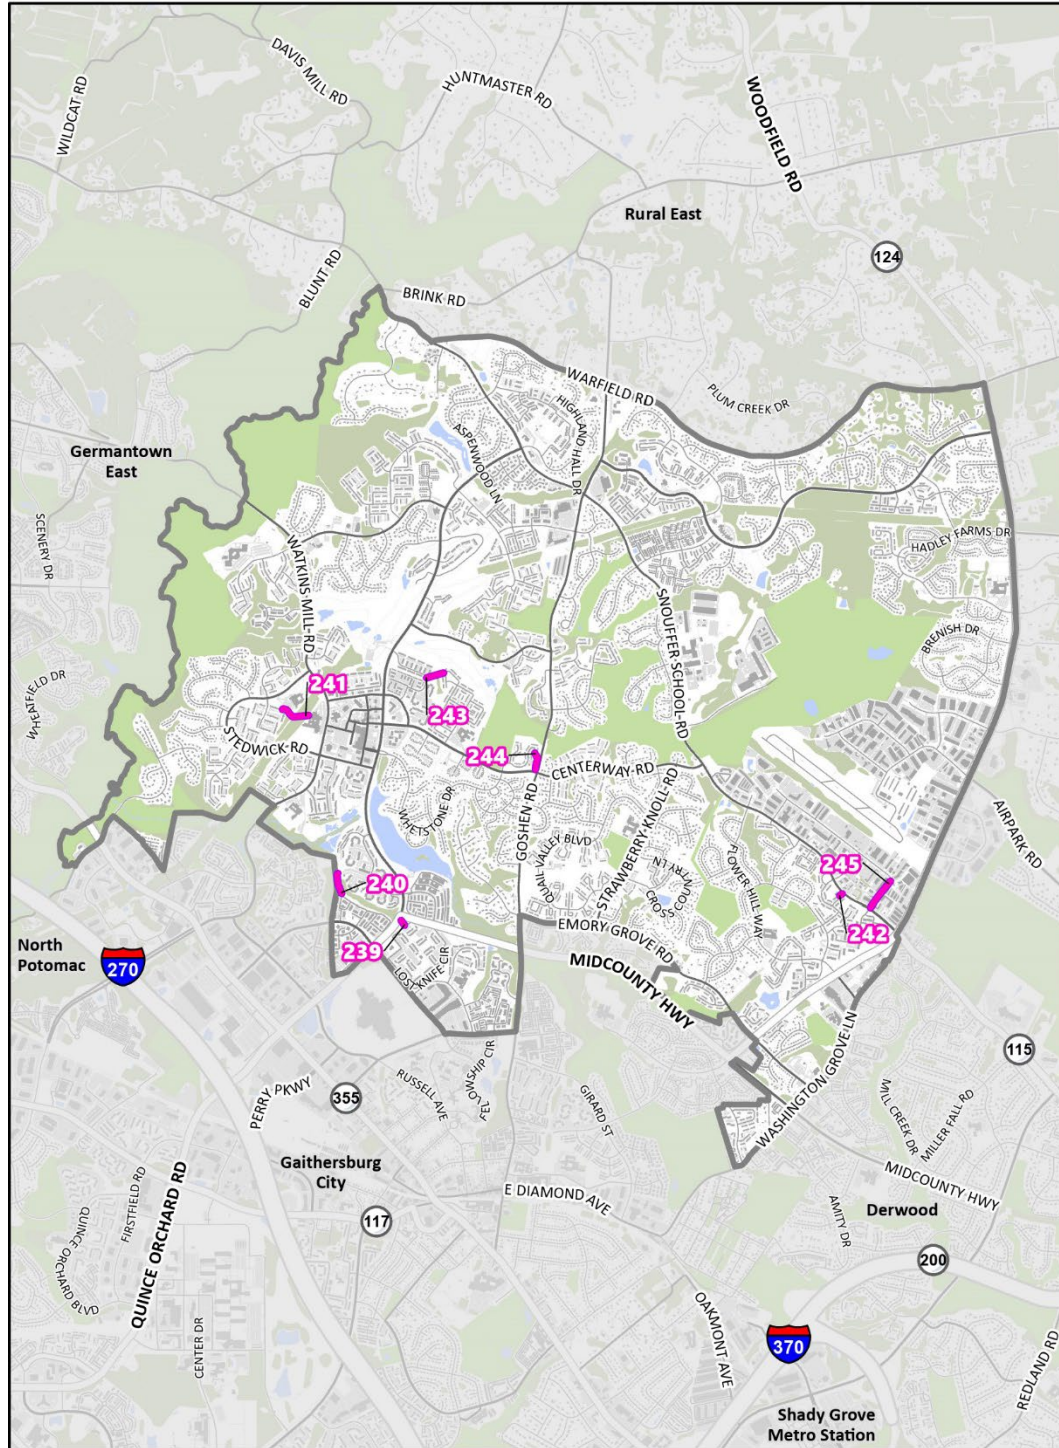 DAVIS MILL RD
HUNTMASTER RD
WILDCAT RD
WOODFIELD RD
Rural East
124
BLUNT RD
BRINK RD
WARFIELD RD
PLUM CREEK DR
HIGHLAND HALL DR
ASPENWOOD LN
Germantown
East
SCENERY DR
WATKINS MILL RD
HADLEY FARMS DR
SNOUFFER SCHOOL RD
BRENISH DR
WHEATFIELD DR
241
243
STEDWICK RD
244
CENTERWAY RD
WHETSTONE DR
GOSHEN RD
STRAWBERRY KNOLL RD
AIRPARK RD
QUAIL VALLEY BLVD
CROSS COUNTRY LN
FLOWER HILL WAY
245
240
242
239
EMORY GROVE RD
North
Potomac
270
LOST KNIFE CIR
MIDCOUNTY HWY
WASHINGTON GROVE LN
115
PERRY PKWY
355
RUSSELL AVE
FELLOWSHIP CIR
GIRARD ST
MILL CREEK DR
MILLER FALL RD
Gaithersburg
City
E DIAMOND AVE
MIDCOUNTY HWY
FIRSTFIELD RD
QUINCE ORCHARD BLVD
QUINCE ORCHARD RD
117
AMITY DR
Derwood
200
CENTER DR
OAKMONT AVE
370
REDLAND RD
Shady Grove
Metro Station